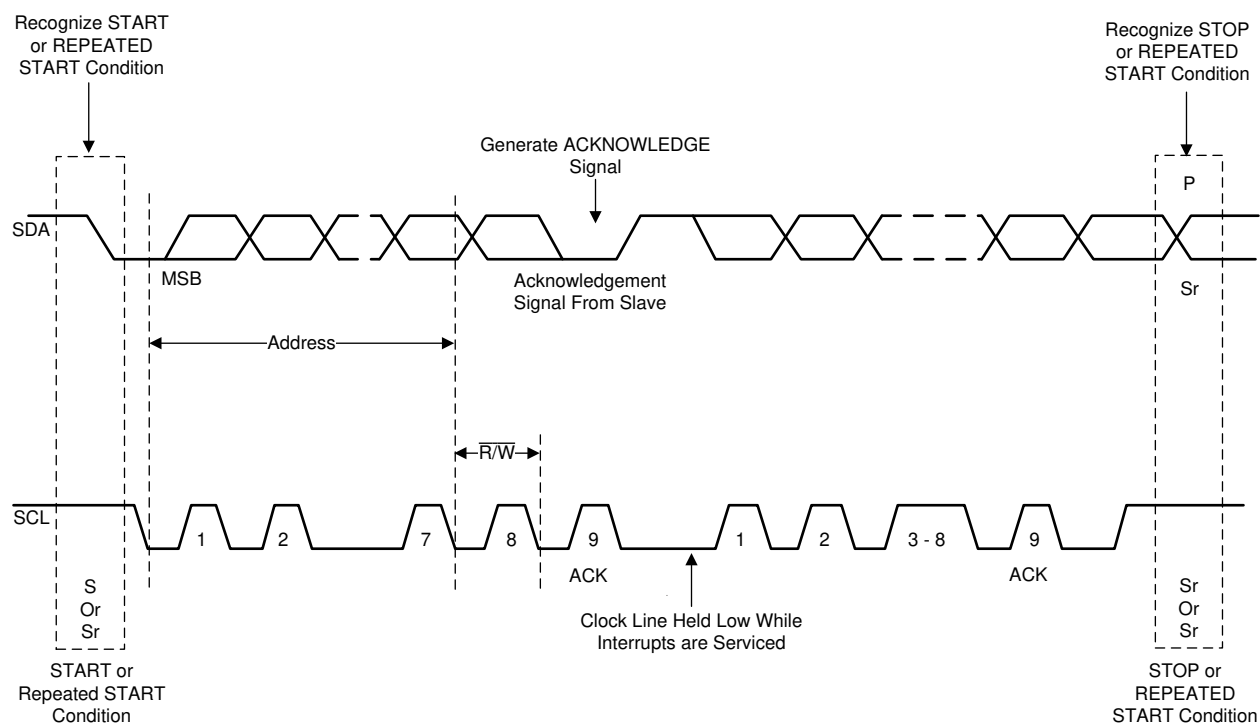 Recognize START
or REPEATED
START Condition
Recognize STOP
or REPEATED
START Condition
Generate ACKNOWLEDGE
Signal
P
SDA
MSB
Acknowledgement
Signal From Slave
Sr
Address
R/W
SCL
1
2
7
8
9
1
2
3 - 8
9
ACK
ACK
S
Or
Sr
Clock Line Held Low While
Interrupts are Serviced
Sr
Or
Sr
START or
Repeated START
Condition
STOP or
REPEATED
START Condition